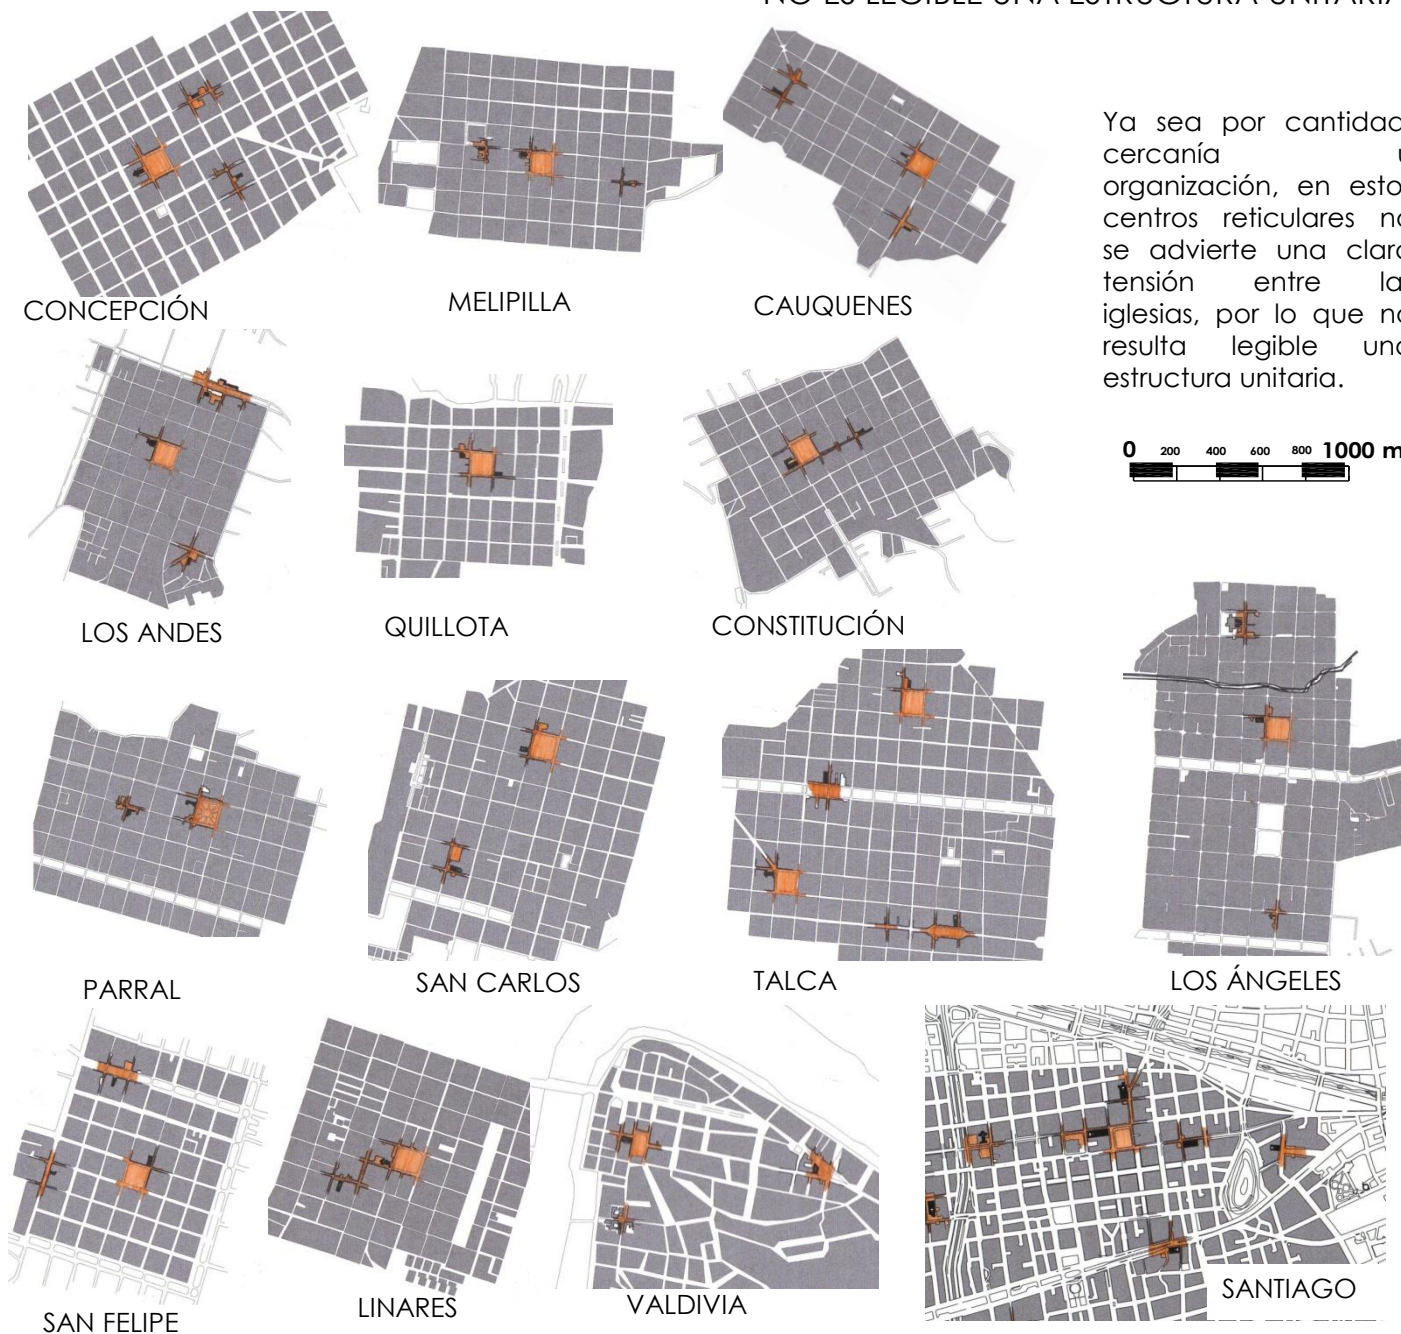 NO ES LEGIBLE UNA ESTRUCTURA UNITARIA
Ya sea por cantidad
cercanía u
organización, en esto
centros reticulares no
se advierte una clara
tensión entre la
iglesias, por lo que no
resulta legible una
estructura unitaria.
0 200 400 600 800 1000 m
CONCEPCIÓN
MELIPILLA
CAUQUENES
LOS ANDES
QUILLOTA
CONSTITUCIÓN
PARRAL
SAN CARLOS
TALCA
LOS ÁNGELES
SAN FELIPE
LINARES
VALDIVIA
SANTIAGO